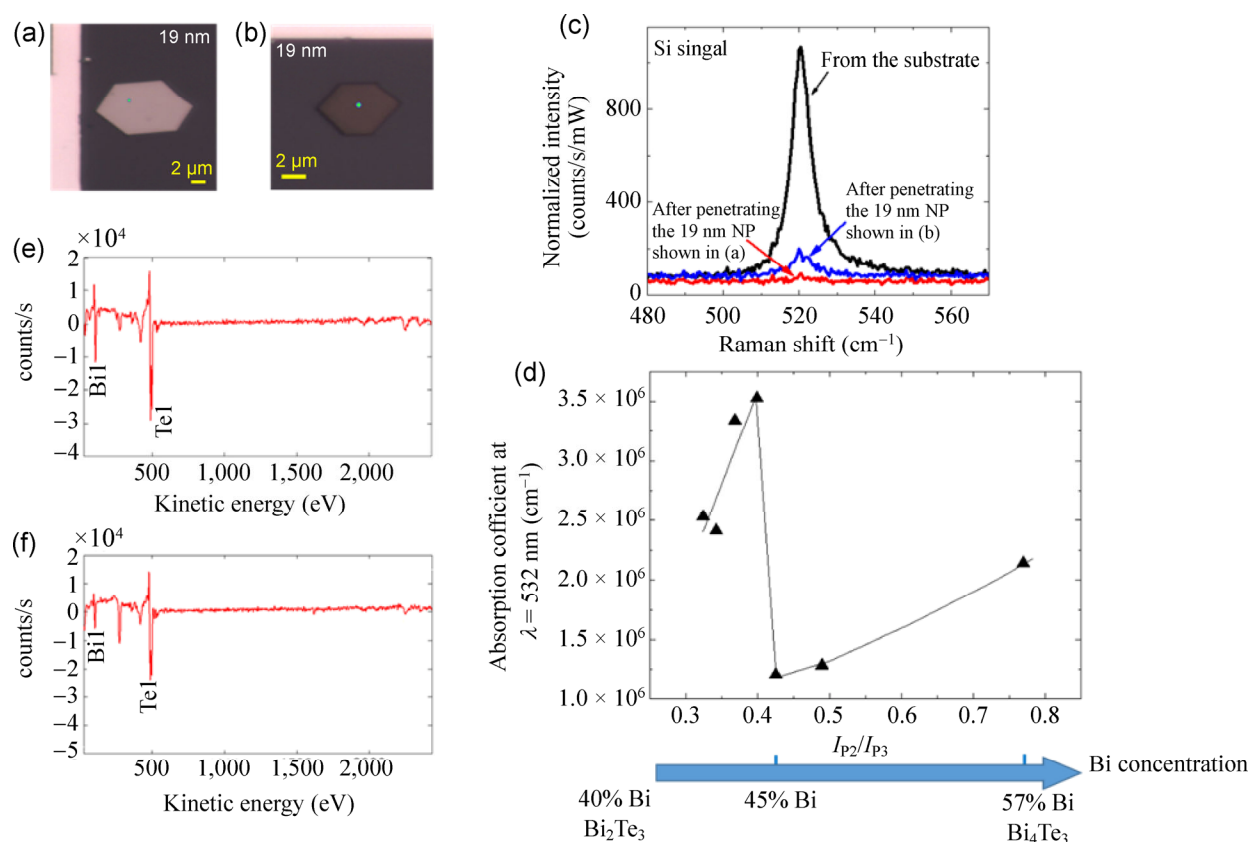 (a)
19 nm
2 µm
(b)
19 nm
2 µm
(c)
Si singal
From the substrate
After penetrating
the 19 nm NP
shown in (b)
After penetrating
the 19 nm NP
shown in (a)
Normalized intensity
(counts/s/mW)
800
400
0
480 500 520 540 560
Raman shift (cm⁻¹)
(e)
×10⁴
2
1
0
−1
−2
−3
−4
counts/s
Bi1
Te1
500 1,000 1,500 2,000
Kinetic energy (eV)
(f)
×10⁴
2
1
0
−1
−2
−3
−4
−5
counts/s
Bi1
Te1
500 1,000 1,500 2,000
Kinetic energy (eV)
(d)
Absorption cofficient at
λ = 532 nm (cm⁻¹)
3.5 × 10⁶
3.0 × 10⁶
2.5 × 10⁶
2.0 × 10⁶
1.5 × 10⁶
1.0 × 10⁶
0.3 0.4 0.5 0.6 0.7 0.8
I_P2/I_P3
Bi concentration
40% Bi
Bi₂Te₃
45% Bi
57% Bi
Bi₄Te₃